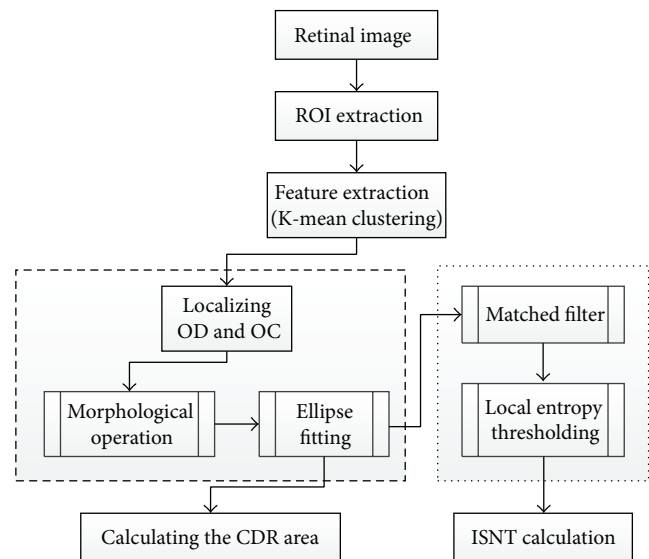 Retinal image
ROI extraction
Feature extraction
(K-mean clustering)
Localizing
OD and OC
Morphological
operation
Ellipse
fitting
Matched filter
Local entropy
thresholding
Calculating the CDR area
ISNT calculation